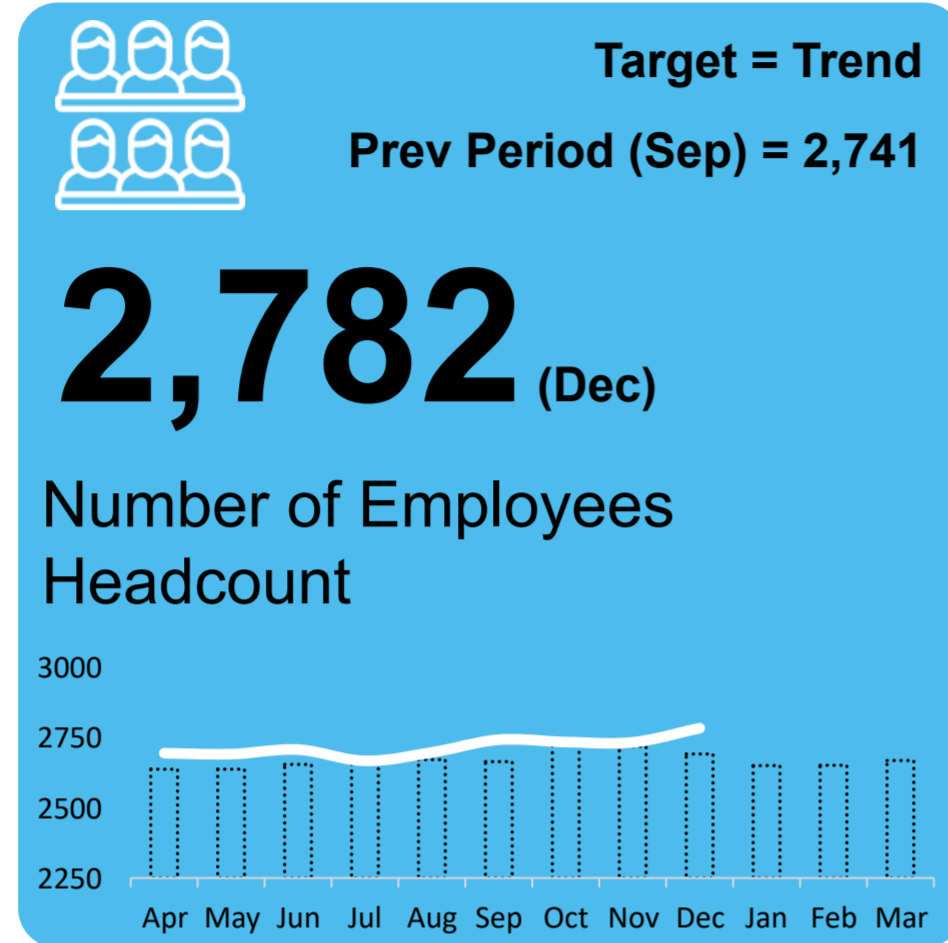 Target = Trend
Prev Period (Sep) = 2,741
2,782 (Dec)
Number of Employees
Headcount
3000
2750
2500
2250
Apr May Jun Jul Aug Sep Oct Nov Dec Jan Feb Mar